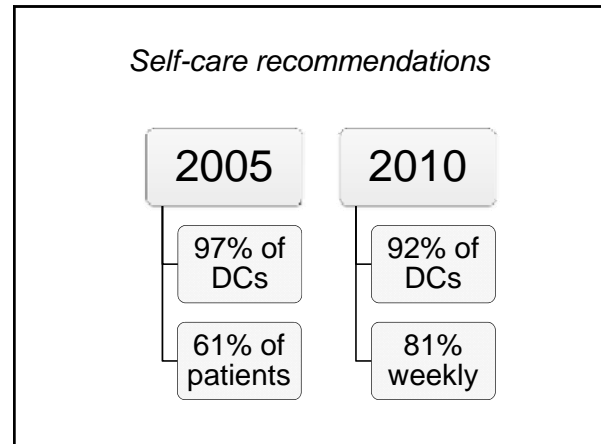 Self-care recommendations
2005
97% of
DCs
61% of
patients
2010
92% of
DCs
81%
weekly